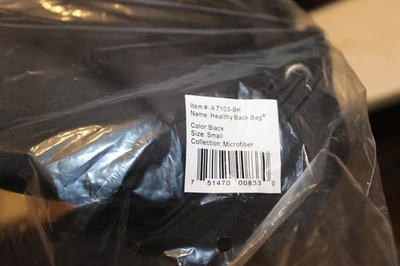 Item #: A7103-BK
Name: Healthy Back Bag®
Color: Black
Size: Small
Collection: Microfiber
7 51470 00833 0